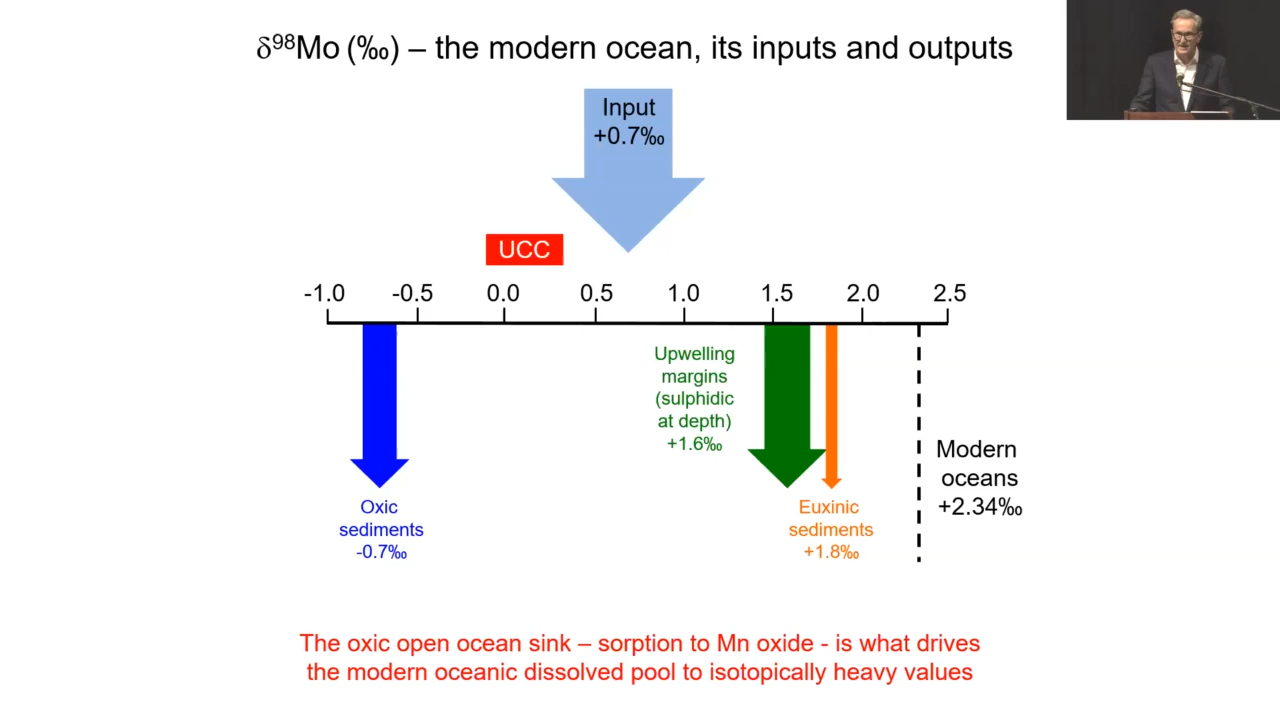 δ⁹⁸Mo (‰) – the modern ocean, its inputs and outputs
Input
+0.7‰
UCC
-1.0 -0.5 0.0 0.5 1.0 1.5 2.0 2.5
Upwelling
margins
(sulphidic
at depth)
+1.6‰
Modern
oceans
+2.34‰
Oxic
sediments
-0.7‰
Euxinic
sediments
+1.8‰
The oxic open ocean sink – sorption to Mn oxide - is what drives
the modern oceanic dissolved pool to isotopically heavy values